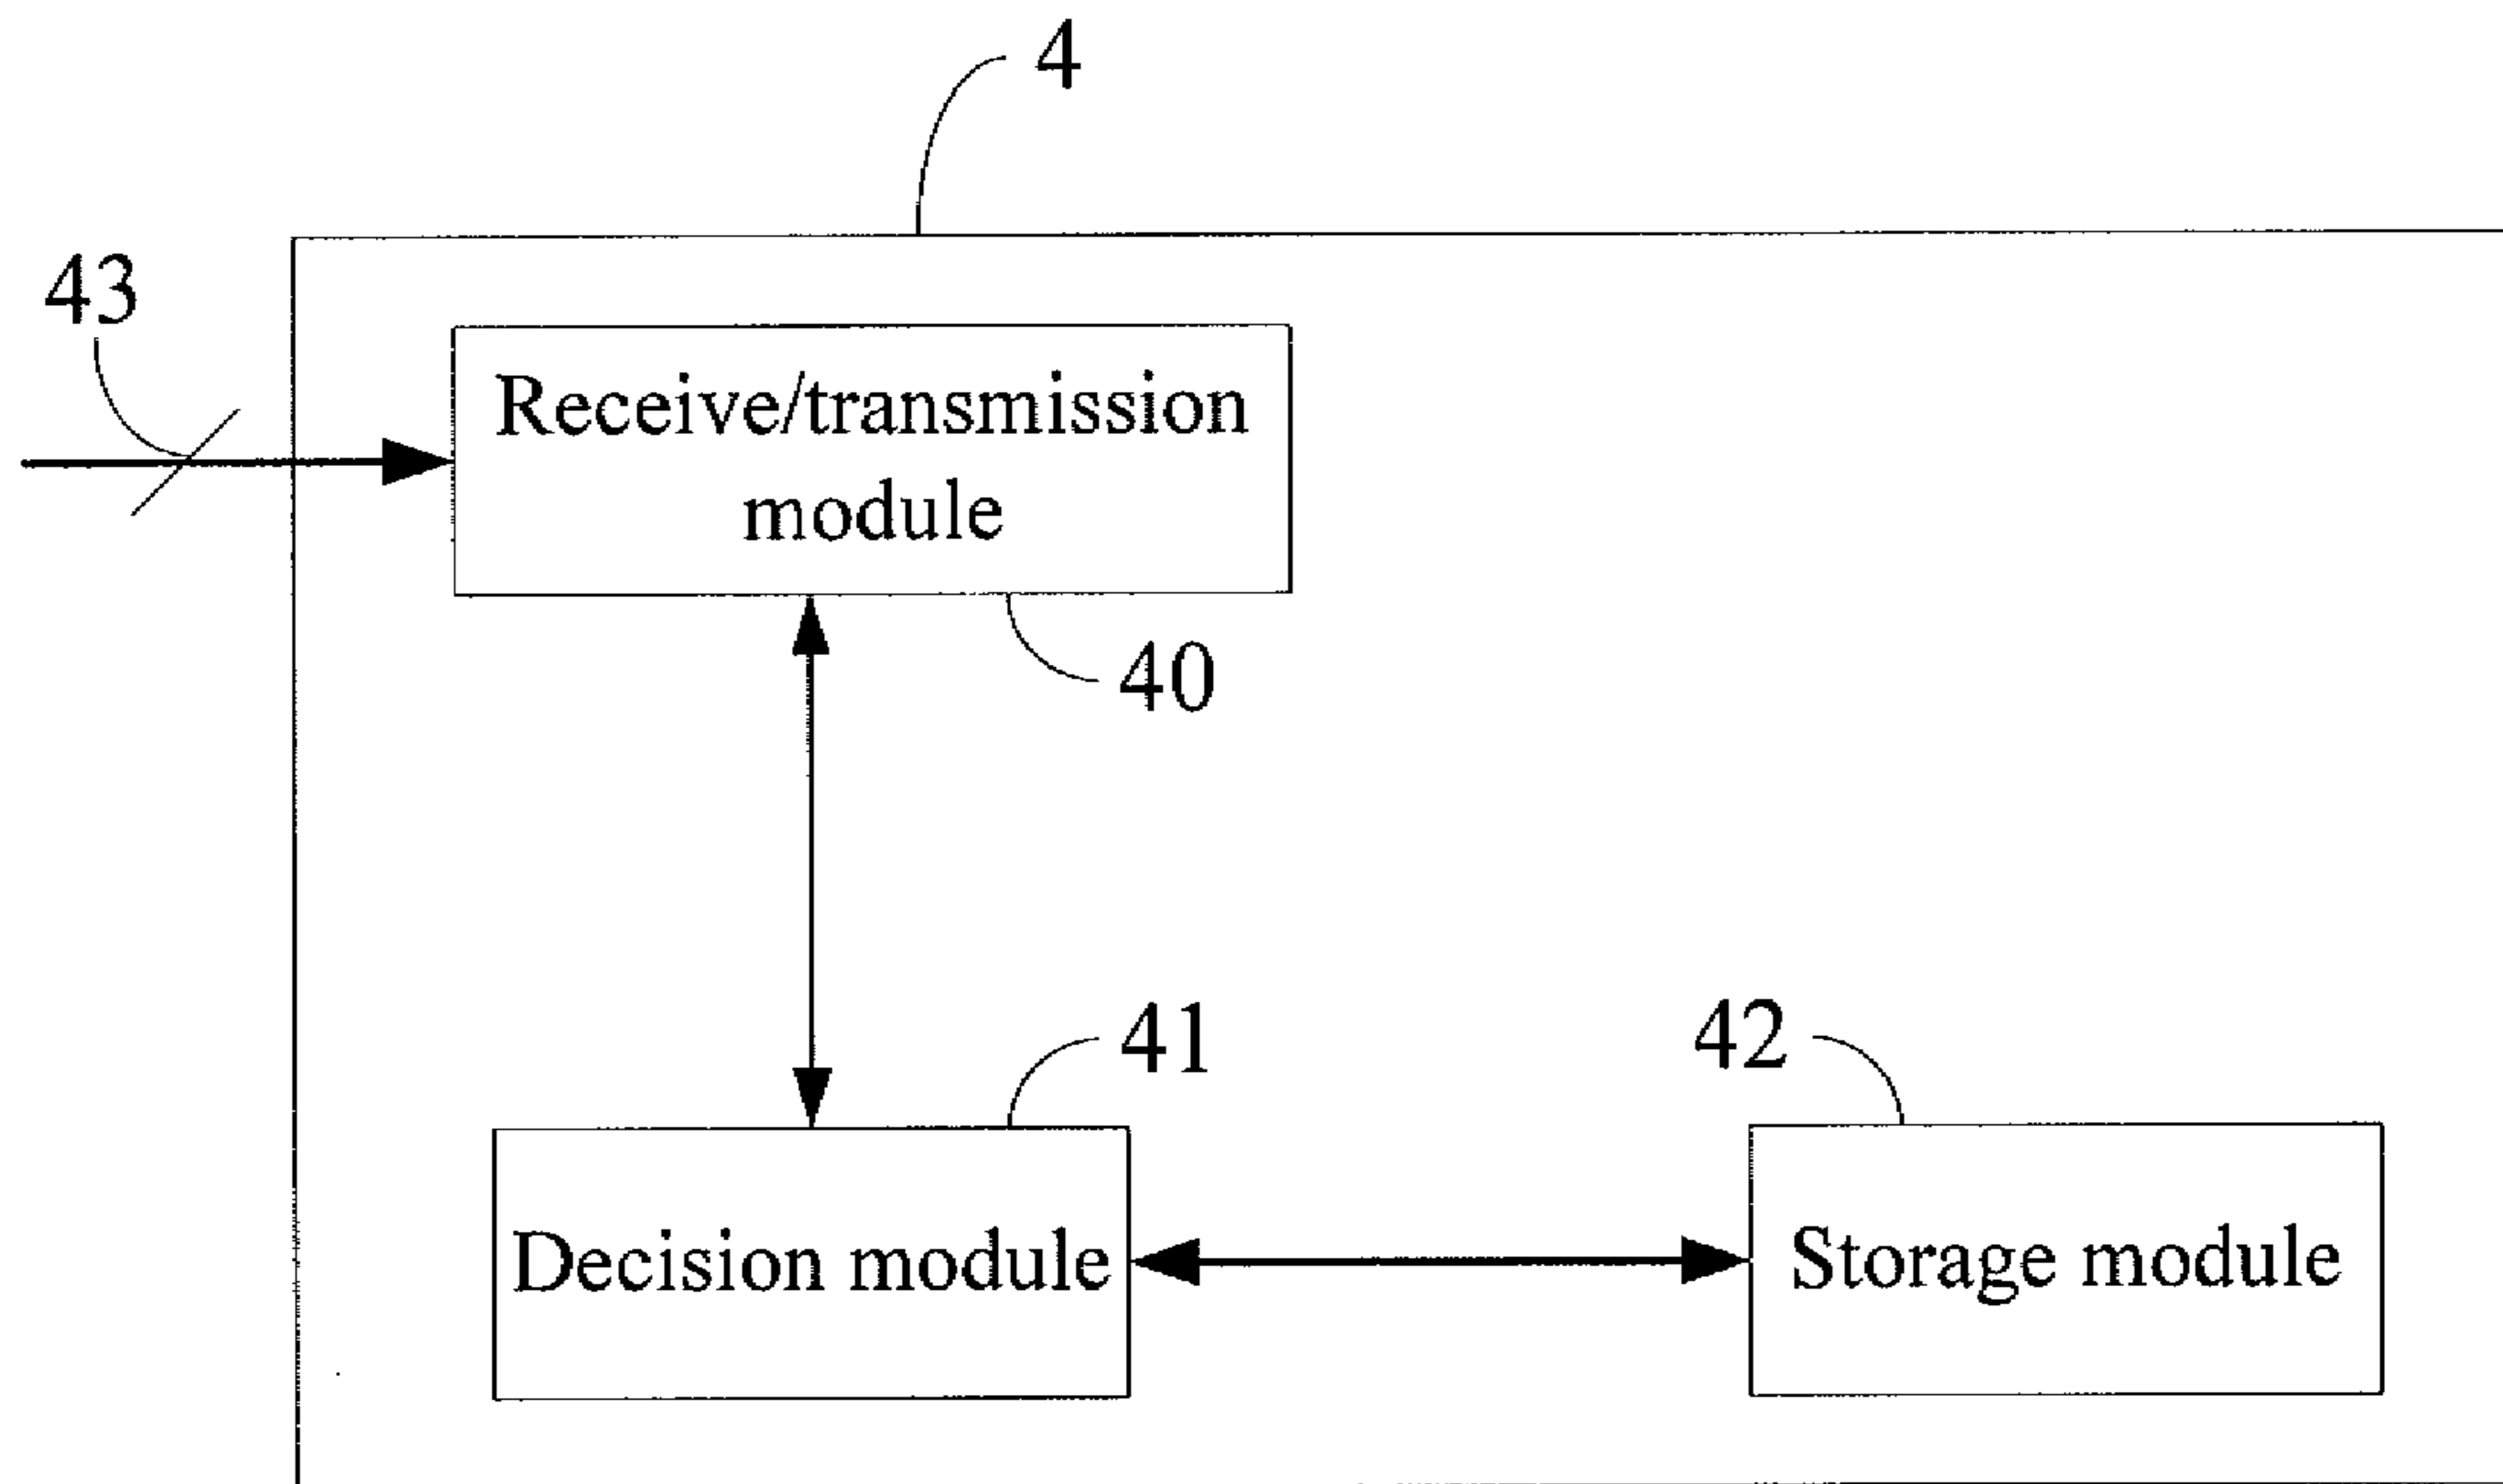 4
43
Receive/transmission
module
40
41
42
Decision module
Storage module